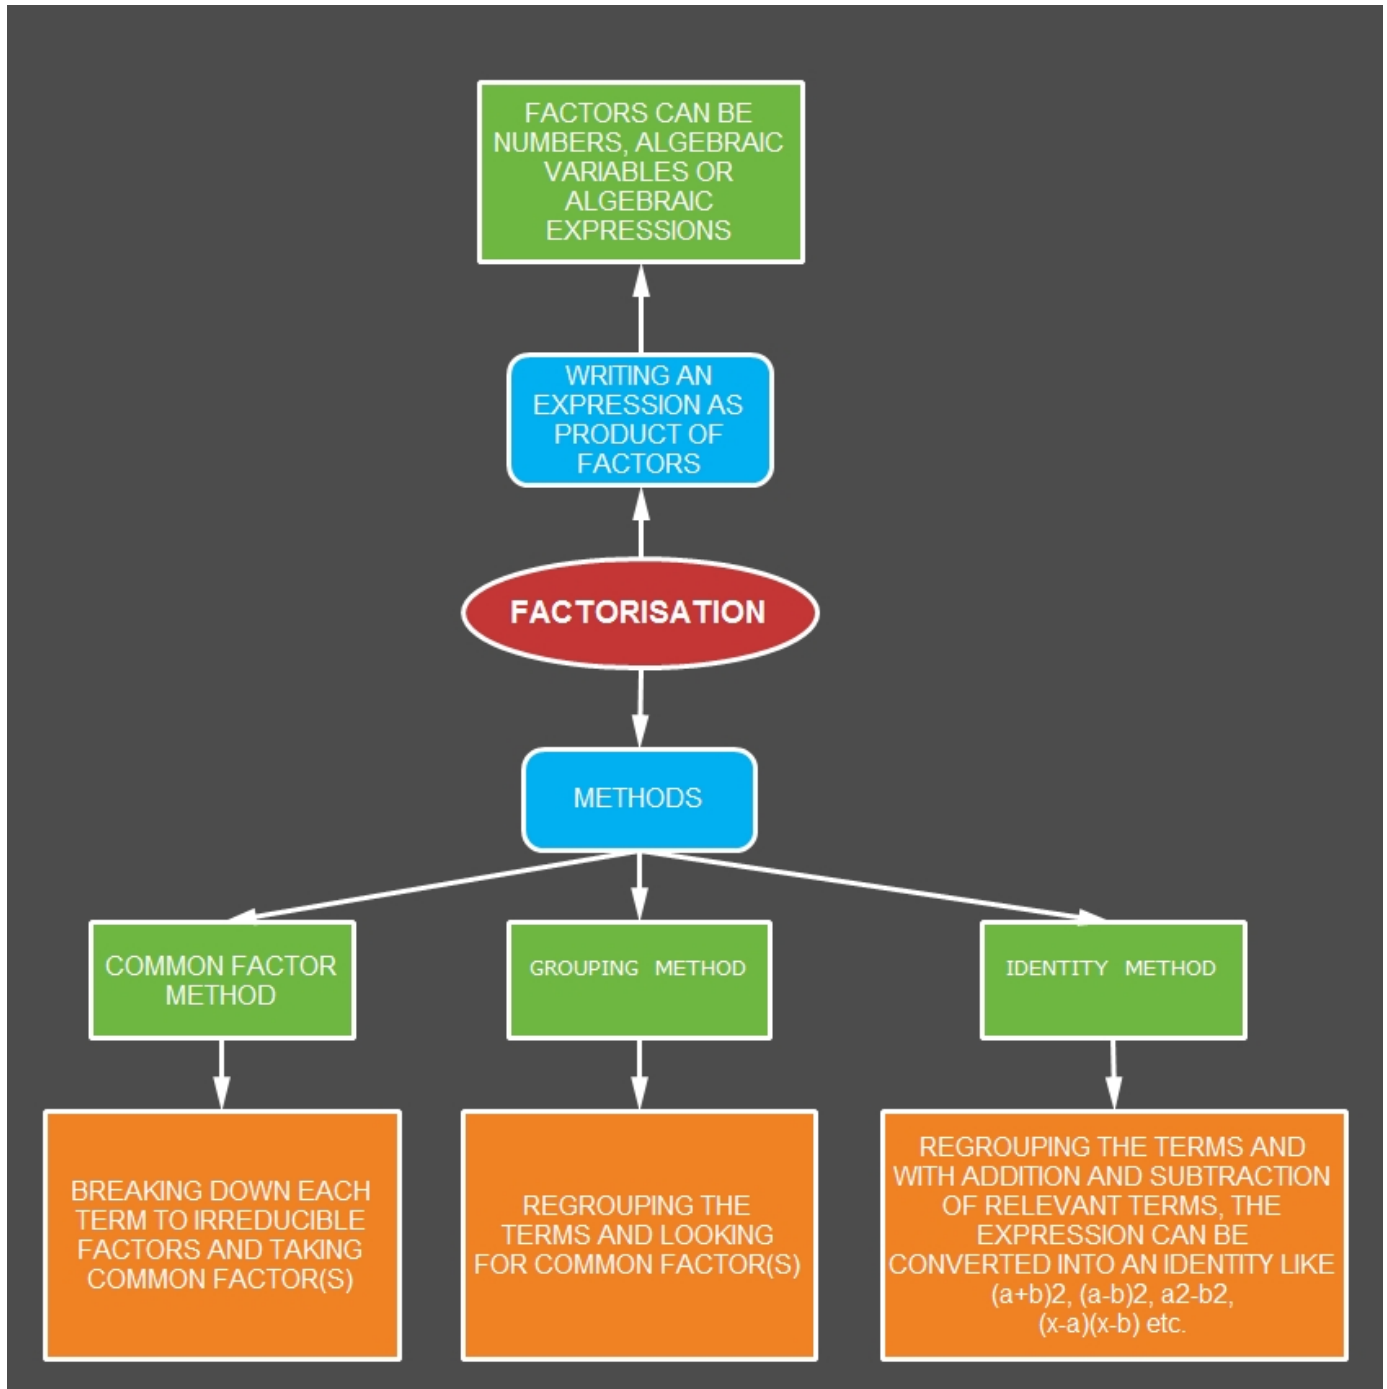 FACTORS CAN BE
NUMBERS, ALGEBRAIC
VARIABLES OR
ALGEBRAIC
EXPRESSIONS
WRITING AN
EXPRESSION AS
PRODUCT OF
FACTORS
FACTORISATION
METHODS
COMMON FACTOR
METHOD
GROUPING METHOD
IDENTITY METHOD
BREAKING DOWN EACH
TERM TO IRREDUCIBLE
FACTORS AND TAKING
COMMON FACTOR(S)
REGROUPING THE
TERMS AND LOOKING
FOR COMMON FACTOR(S)
REGROUPING THE TERMS AND
WITH ADDITION AND SUBTRACTION
OF RELEVANT TERMS, THE
EXPRESSION CAN BE
CONVERTED INTO AN IDENTITY LIKE
(a+b)2, (a-b)2, a2-b2,
(x-a)(x-b) etc.